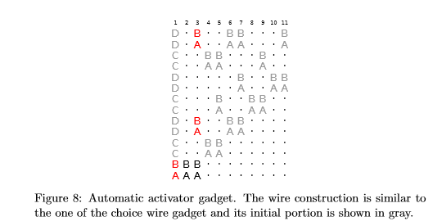 1 2 3 4 5 6 7 8 9 10 11
D · B · · B B · · · B
D · A · · A A · · · A
C · · B B · · · B · ·
C · · A A · · · A · ·
D · · · · · B · · B B
D · · · · · A · · A A
C · · · B · · B B · ·
C · · · A · · A A · ·
D · B · · B B · · · ·
D · A · · A A · · · ·
C · · B B · · · · · ·
C · · A A · · · · · ·
B B B · · · · · · · ·
A A A · · · · · · · ·
Figure 8: Automatic activator gadget. The wire construction is similar to
the one of the choice wire gadget and its initial portion is shown in gray.